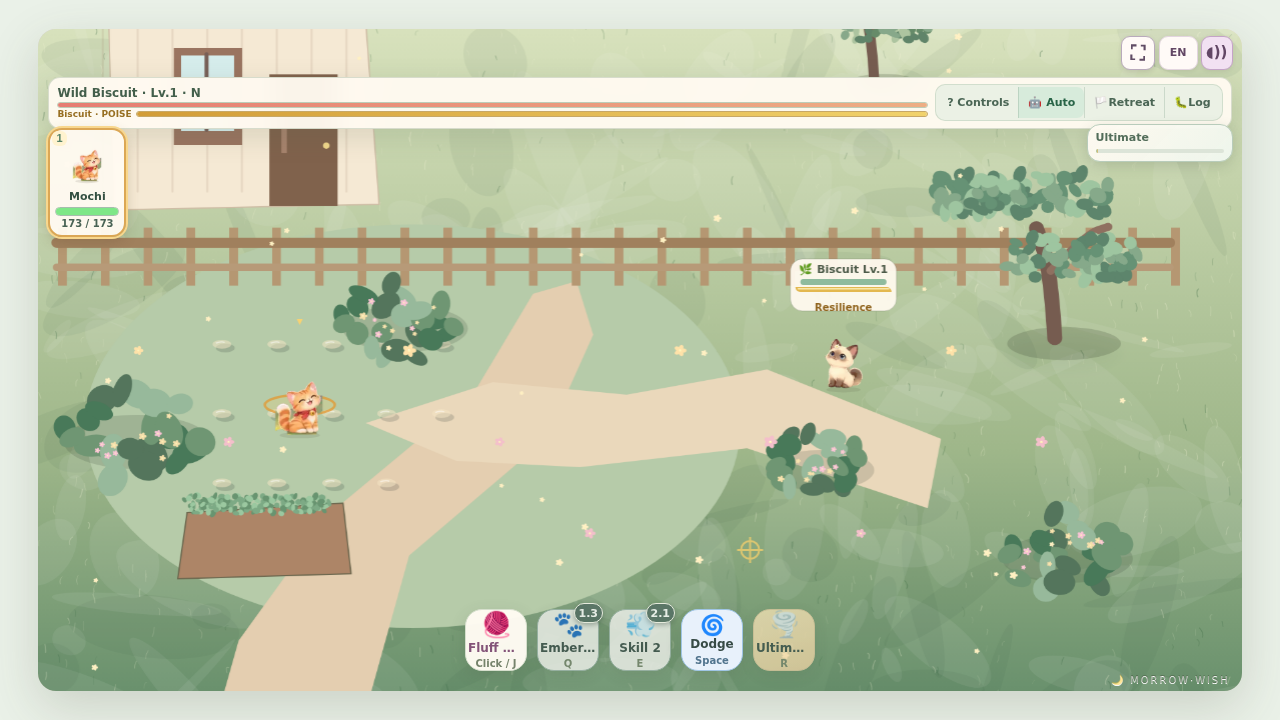 EN
Wild Biscuit · Lv.1 · N
Biscuit · POISE
? Controls
Auto
Retreat
Log
Ultimate
1
Mochi
173 / 173
Biscuit Lv.1
Resilience
Fluff ...
Click / J
1.3
Ember...
Q
2.1
Skill 2
E
Dodge
Space
Ultim...
R
MORROW·WISH